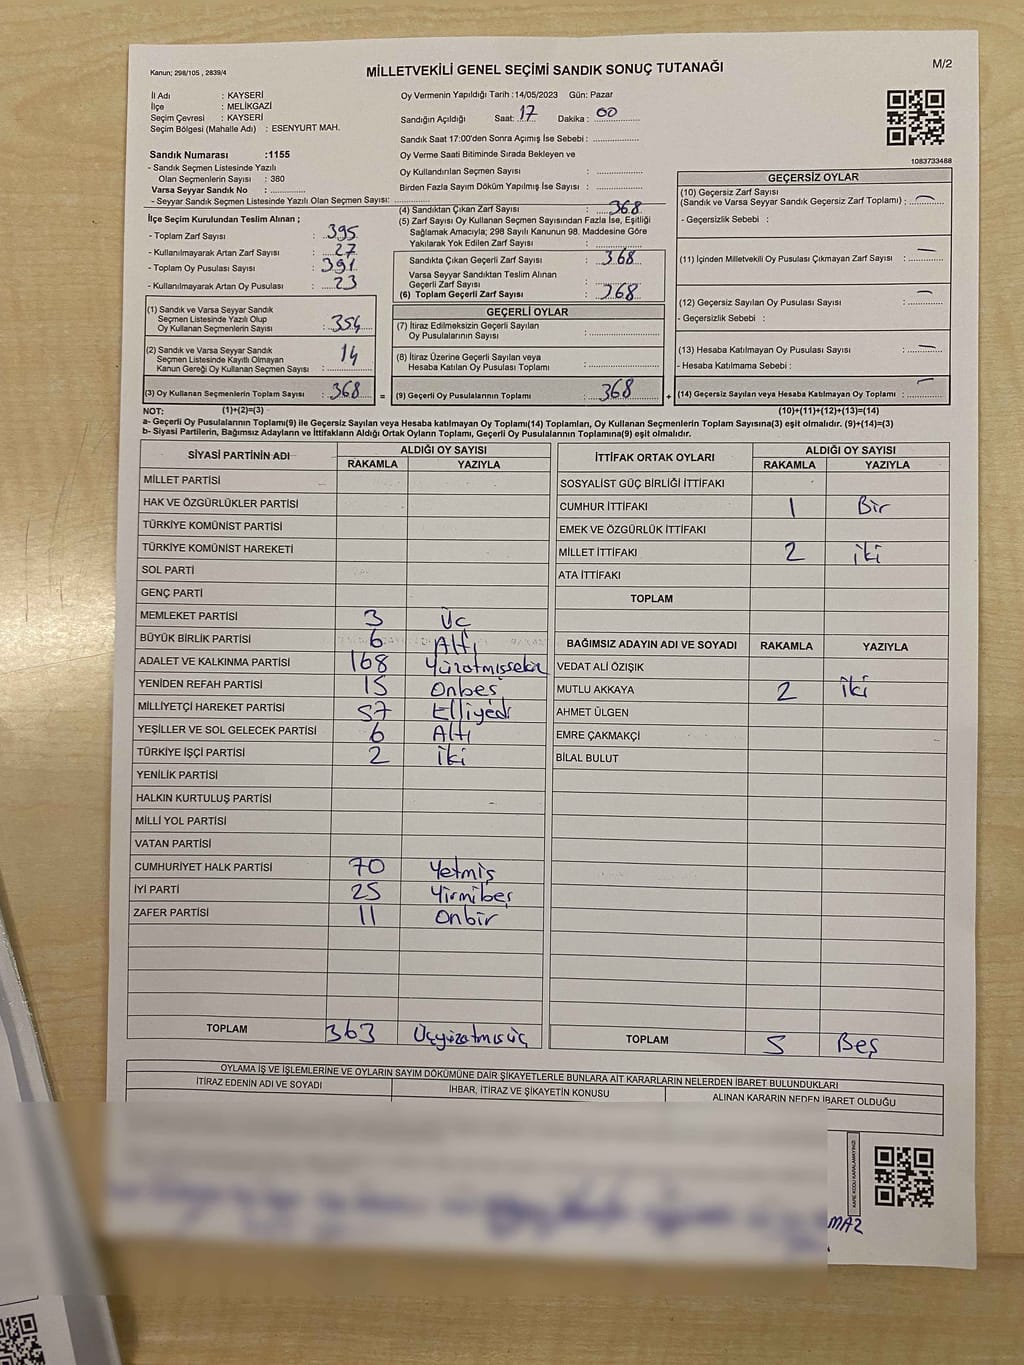 Kanun; 298/105 , 2839/4
MİLLETVEKİLİ GENEL SEÇİMİ SANDIK SONUÇ TUTANAĞI
M/2
İl Adı : KAYSERİ
İlçe : MELİKGAZİ
Seçim Çevresi : KAYSERİ
Seçim Bölgesi (Mahalle Adı) : ESENYURT MAH.
Sandık Numarası :1155
- Sandık Seçmen Listesinde Yazılı
Olan Seçmenlerin Sayısı : 380
Varsa Seyyar Sandık No : ..............
- Seyyar Sandık Seçmen Listesinde Yazılı Olan Seçmen Sayısı: ..............
Oy Vermenin Yapıldığı Tarih :14/05/2023 Gün: Pazar
Sandığın Açıldığı Saat: 17 Dakika : 00
Sandık Saat 17:00'den Sonra Açımış İse Sebebi : ..............
Oy Verme Saati Bitiminde Sırada Bekleyen ve
Oy Kullandırılan Seçmen Sayısı : ..............
Birden Fazla Sayım Döküm Yapılmış İse Sayısı : ..............
1083733488
İlçe Seçim Kurulundan Teslim Alınan ;
- Toplam Zarf Sayısı : 395
- Kullanılmayarak Artan Zarf Sayısı : 27
- Toplam Oy Pusulası Sayısı : 391
- Kullanılmayarak Artan Oy Pusulası : 23
(1) Sandık ve Varsa Seyyar Sandık
Seçmen Listesinde Yazılı Olup
Oy Kullanan Seçmenlerin Sayısı : 354
(2) Sandık ve Varsa Seyyar Sandık
Seçmen Listesinde Kayıtlı Olmayan
Kanun Gereği Oy Kullanan Seçmen Sayısı : 14
(3) Oy Kullanan Seçmenlerin Toplam Sayısı : 368 =
(4) Sandıktan Çıkan Zarf Sayısı : 368
(5) Zarf Sayısı Oy Kullanan Seçmen Sayısından Fazla İse, Eşitliği
Sağlamak Amacıyla; 298 Sayılı Kanunun 98. Maddesine Göre
Yakılarak Yok Edilen Zarf Sayısı : ..............
Sandıkta Çıkan Geçerli Zarf Sayısı : 368
Varsa Seyyar Sandıktan Teslim Alınan
Geçerli Zarf Sayısı : ..............
(6) Toplam Geçerli Zarf Sayısı : 368
GEÇERLİ OYLAR
(7) İtiraz Edilmeksizin Geçerli Sayılan
Oy Pusulalarının Sayısı : ..............
(8) İtiraz Üzerine Geçerli Sayılan veya
Hesaba Katılan Oy Pusulası Toplamı : ..............
(9) Geçerli Oy Pusulalarının Toplamı : 368 +
GEÇERSİZ OYLAR
(10) Geçersiz Zarf Sayısı
(Sandık ve Varsa Seyyar Sandık Geçersiz Zarf Toplamı) : —
- Geçersizlik Sebebi :
(11) İçinden Milletvekili Oy Pusulası Çıkmayan Zarf Sayısı : —
(12) Geçersiz Sayılan Oy Pusulası Sayısı : —
- Geçersizlik Sebebi :
(13) Hesaba Katılmayan Oy Pusulası Sayısı : —
- Hesaba Katılmama Sebebi :
(14) Geçersiz Sayılan veya Hesaba Katılmayan Oy Toplamı : —
NOT: (1)+(2)=(3)
(10)+(11)+(12)+(13)=(14)
a- Geçerli Oy Pusulalarının Toplamı(9) ile Geçersiz Sayılan veya Hesaba katılmayan Oy Toplamı(14) Toplamları, Oy Kullanan Seçmenlerin Toplam Sayısına(3) eşit olmalıdır. (9)+(14)=(3)
b- Siyasi Partilerin, Bağımsız Adayların ve İttifakların Aldığı Ortak Oyların Toplamı, Geçerli Oy Pusulalarının Toplamına(9) eşit olmalıdır.
SİYASİ PARTİNİN ADI
ALDIĞI OY SAYISI
RAKAMLA YAZIYLA
MİLLET PARTİSİ
HAK VE ÖZGÜRLÜKLER PARTİSİ
TÜRKİYE KOMÜNİST PARTİSİ
TÜRKİYE KOMÜNİST HAREKETİ
SOL PARTİ
GENÇ PARTİ
MEMLEKET PARTİSİ 3 Üç
BÜYÜK BİRLİK PARTİSİ 6 Altı
ADALET VE KALKINMA PARTİSİ 168 Yüzatmışsekiz
YENİDEN REFAH PARTİSİ 15 Onbeş
MİLLİYETÇİ HAREKET PARTİSİ 57 Elliyedi
YEŞİLLER VE SOL GELECEK PARTİSİ 6 Altı
TÜRKİYE İŞÇİ PARTİSİ 2 İki
YENİLİK PARTİSİ
HALKIN KURTULUŞ PARTİSİ
MİLLİ YOL PARTİSİ
VATAN PARTİSİ
CUMHURİYET HALK PARTİSİ 70 Yetmiş
İYİ PARTİ 25 Yirmibeş
ZAFER PARTİSİ 11 Onbir
TOPLAM 363 Üçyüzatmışüç
İTTİFAK ORTAK OYLARI
ALDIĞI OY SAYISI
RAKAMLA YAZIYLA
SOSYALİST GÜÇ BİRLİĞİ İTTİFAKI
CUMHUR İTTİFAKI 1 Bir
EMEK VE ÖZGÜRLÜK İTTİFAKI
MİLLET İTTİFAKI 2 iki
ATA İTTİFAKI
TOPLAM
BAĞIMSIZ ADAYIN ADI VE SOYADI RAKAMLA YAZIYLA
VEDAT ALİ ÖZIŞIK
MUTLU AKKAYA 2 iki
AHMET ÜLGEN
EMRE ÇAKMAKÇİ
BİLAL BULUT
TOPLAM 5 Beş
OYLAMA İŞ VE İŞLEMLERİNE VE OYLARIN SAYIM DÖKÜMÜNE DAİR ŞİKAYETLERLE BUNLARA AİT KARARLARIN NELERDEN İBARET BULUNDUKLARI
İTİRAZ EDENİN ADI VE SOYADI
İHBAR, İTİRAZ VE ŞİKAYETİN KONUSU
ALINAN KARARIN NEDEN İBARET OLDUĞU
KARE KODU KARALAMAYINIZ!
MAZ